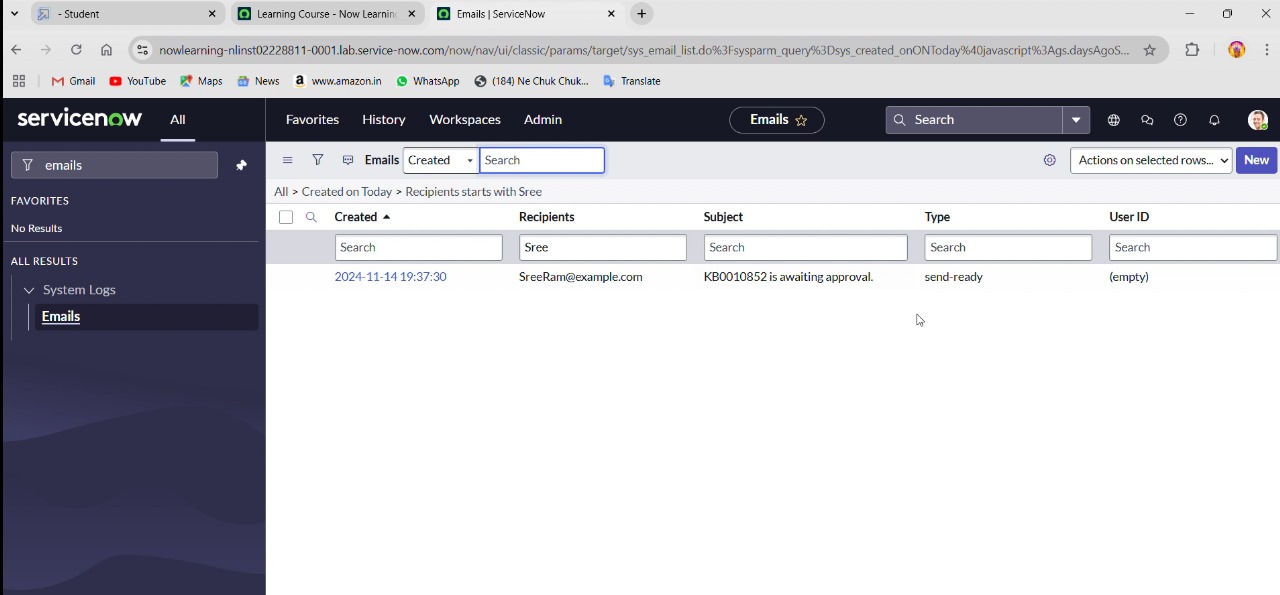 - Student
Learning Course - Now Learning
Emails | ServiceNow
nowlearning-nlinst02228811-0001.lab.service-now.com/now/nav/ui/classic/params/target/sys_email_list.do%3Fsysparm_query%3Dsys_created_onONToday%40javascript%3Ags.daysAgoS...
Gmail
YouTube
Maps
News
www.amazon.in
WhatsApp
(184) Ne Chuk Chuk...
Translate
servicenow
All
Favorites
History
Workspaces
Admin
Emails
Search
emails
FAVORITES
No Results
ALL RESULTS
System Logs
Emails
Emails Created Search
Actions on selected rows...
New
All > Created on Today > Recipients starts with Sree
Created Recipients Subject Type User ID
Search Sree Search Search Search
2024-11-14 19:37:30 SreeRam@example.com KB0010852 is awaiting approval. send-ready (empty)